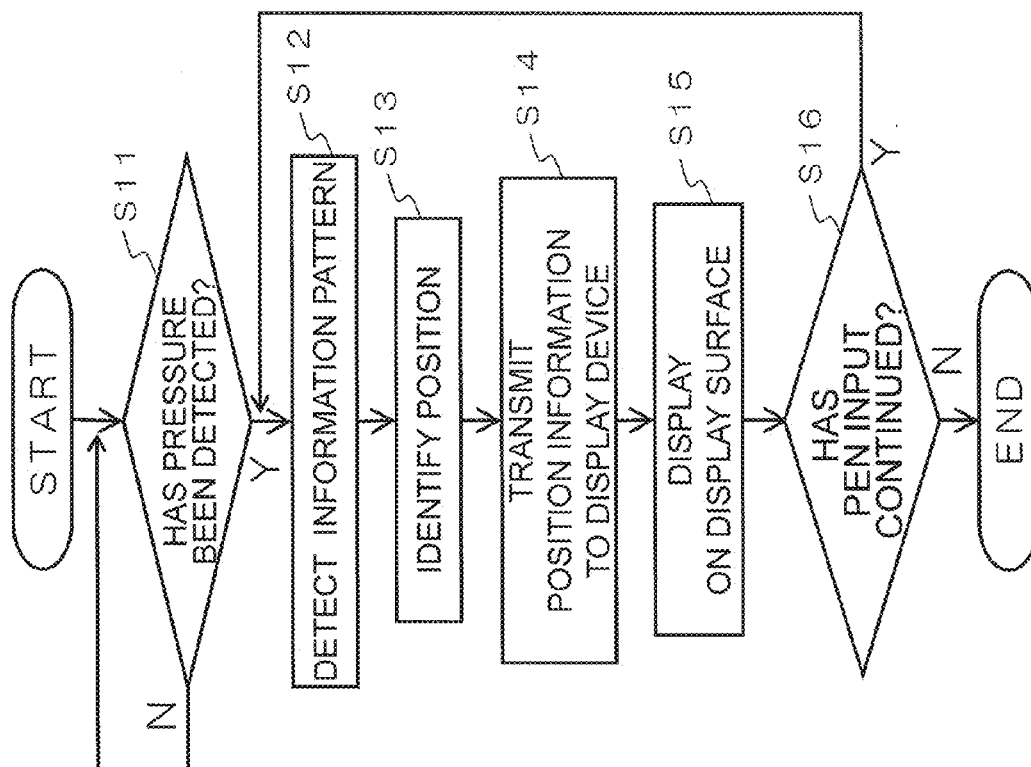 START
S11
HAS PRESSURE
BEEN DETECTED?
N
Y
S12
DETECT INFORMATION PATTERN
S13
IDENTIFY POSITION
S14
TRANSMIT
POSITION INFORMATION
TO DISPLAY DEVICE
S15
DISPLAY
ON DISPLAY SURFACE
S16
HAS
PEN INPUT
CONTINUED?
Y
N
END